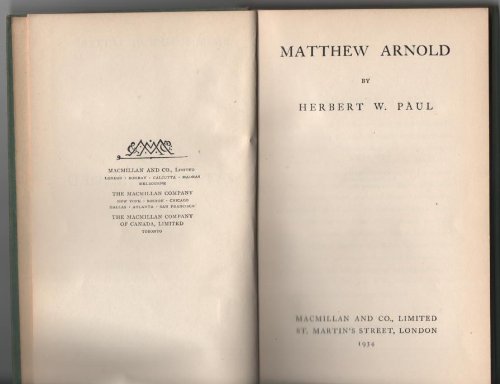 MACMILLAN AND CO., LIMITED
LONDON · BOMBAY · CALCUTTA · MADRAS
MELBOURNE
THE MACMILLAN COMPANY
NEW YORK · BOSTON · CHICAGO
DALLAS · ATLANTA · SAN FRANCISCO
THE MACMILLAN COMPANY
OF CANADA, LIMITED
TORONTO
MATTHEW ARNOLD
BY
HERBERT W. PAUL
MACMILLAN AND CO., LIMITED
ST. MARTIN'S STREET, LONDON
1934